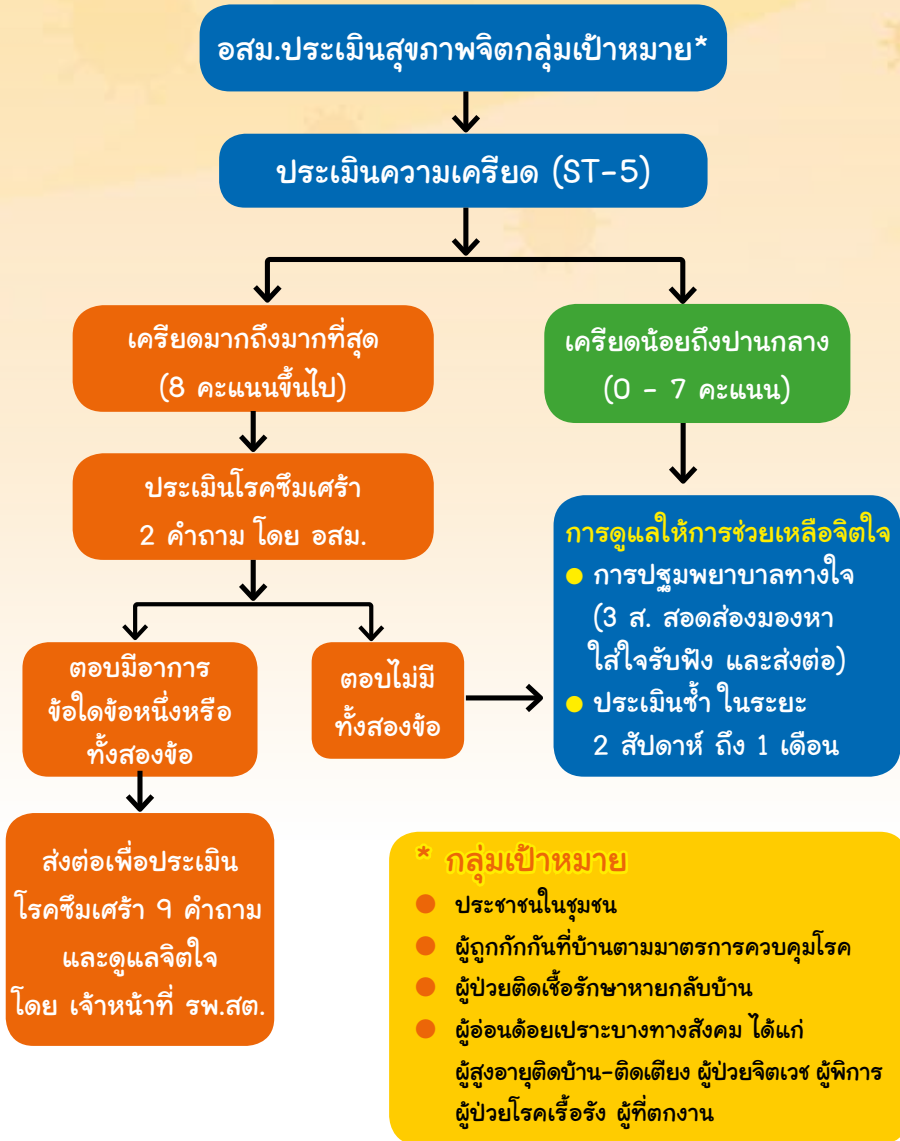 อสม.ประเมินสุขภาพจิตกลุ่มเป้าหมาย*
ประเมินความเครียด (ST-5)
เครียดมากถึงมากที่สุด
(8 คะแนนขึ้นไป)
เครียดน้อยถึงปานกลาง
(0 - 7 คะแนน)
ประเมินโรคซึมเศร้า
2 คำถาม โดย อสม.
ตอบมีอาการ
ข้อใดข้อหนึ่งหรือ
ทั้งสองข้อ
ตอบไม่มี
ทั้งสองข้อ
การดูแลให้การช่วยเหลือจิตใจ
● การปฐมพยาบาลทางใจ
(3 ส. สอดส่องมองหา
ใส่ใจรับฟัง และส่งต่อ)
● ประเมินซ้ำ ในระยะ
2 สัปดาห์ ถึง 1 เดือน
ส่งต่อเพื่อประเมิน
โรคซึมเศร้า 9 คำถาม
และดูแลจิตใจ
โดย เจ้าหน้าที่ รพ.สต.
* กลุ่มเป้าหมาย
● ประชาชนในชุมชน
● ผู้ถูกกักกันที่บ้านตามมาตรการควบคุมโรค
● ผู้ป่วยติดเชื้อรักษาหายกลับบ้าน
● ผู้อ่อนด้อยเปราะบางทางสังคม ได้แก่
ผู้สูงอายุติดบ้าน-ติดเตียง ผู้ป่วยจิตเวช ผู้พิการ
ผู้ป่วยโรคเรื้อรัง ผู้ที่ตกงาน